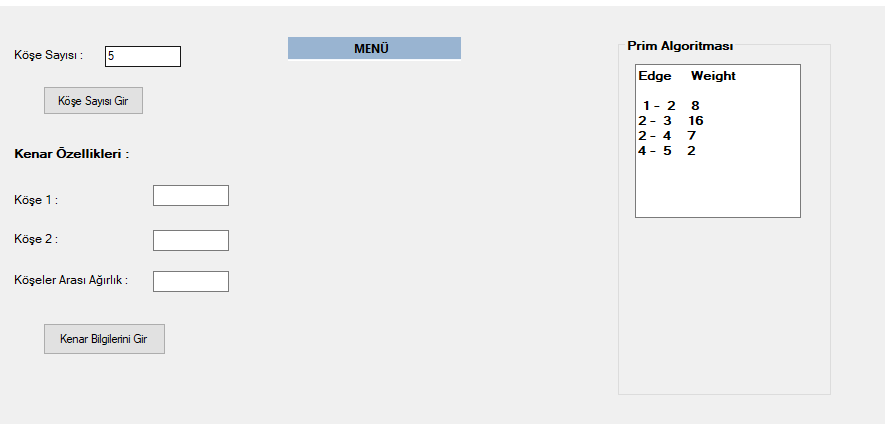 Köşe Sayısı : 5
Köşe Sayısı Gir
Kenar Özellikleri :
Köşe 1 :
Köşe 2 :
Köşeler Arası Ağırlık :
Kenar Bilgilerini Gir
MENÜ
Prim Algoritması
Edge Weight
1 - 2 8
2 - 3 16
2 - 4 7
4 - 5 2